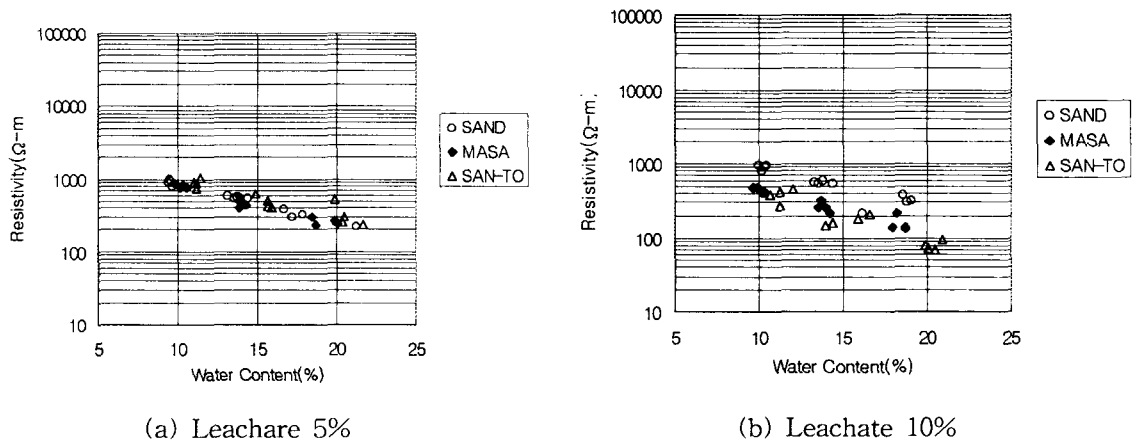 100000
10000
1000
100
10
Resistivity(Ω-m
5 10 15 20 25
Water Content(%)
○ SAND
◆ MASA
△ SAN-TO
(a) Leachare 5%
100000
10000
1000
100
10
Resistivity(Ω-m)
5 10 15 20 25
Water Content(%)
○ SAND
◆ MASA
△ SAN-TO
(b) Leachate 10%